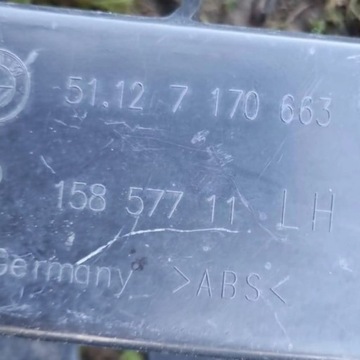 51.12 7 170 663
158 577 11 LH
Germany >ABS<